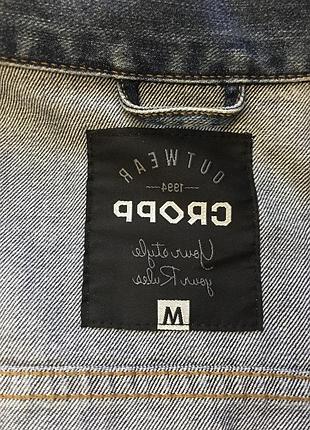 OUTWEAR
1994
CROPP
Your style
your Rules
M